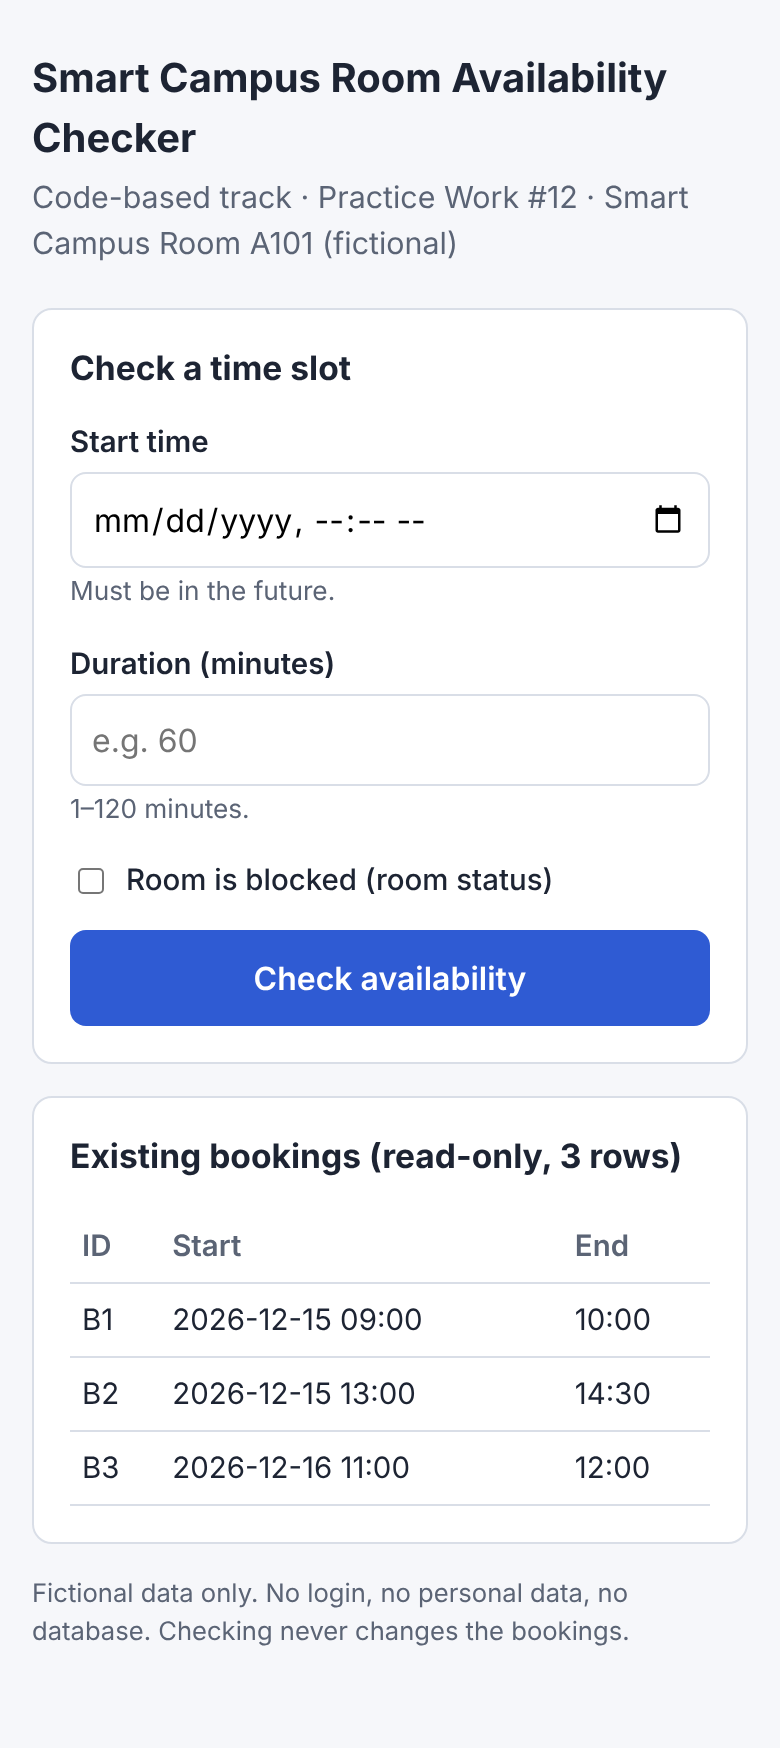 Smart Campus Room Availability
Checker
Code-based track · Practice Work #12 · Smart
Campus Room A101 (fictional)
Check a time slot
Start time
mm/dd/yyyy, --:-- --
Must be in the future.
Duration (minutes)
e.g. 60
1–120 minutes.
Room is blocked (room status)
Check availability
Existing bookings (read-only, 3 rows)
ID Start End
B1 2026-12-15 09:00 10:00
B2 2026-12-15 13:00 14:30
B3 2026-12-16 11:00 12:00
Fictional data only. No login, no personal data, no
database. Checking never changes the bookings.